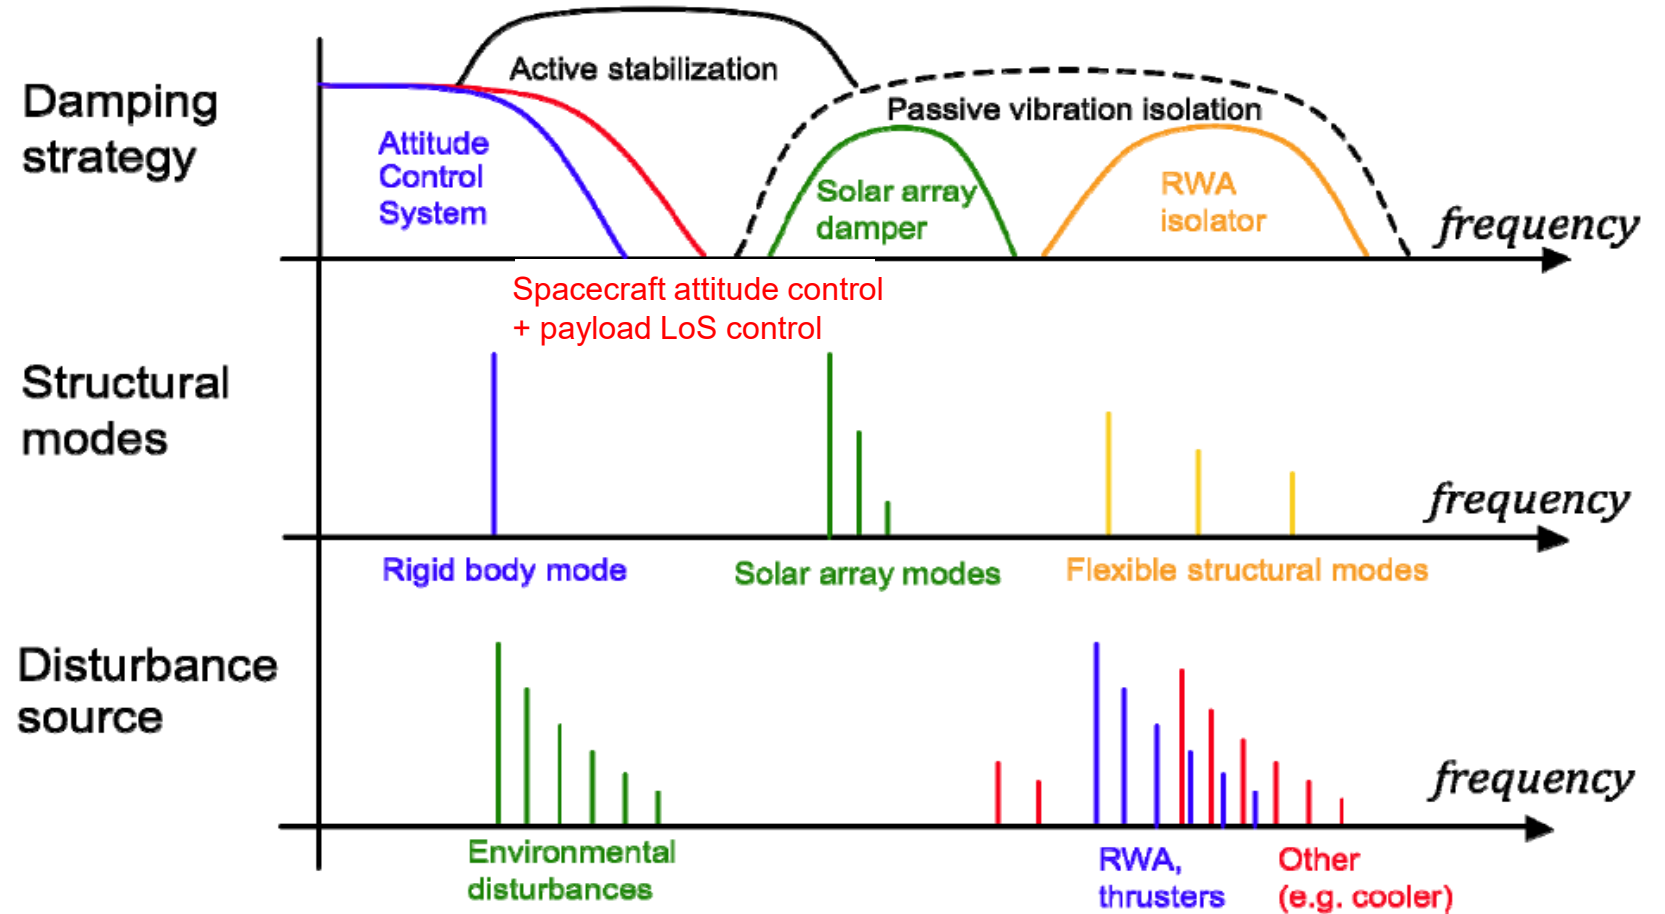 Damping
strategy
Active stabilization
Passive vibration isolation
Attitude
Control
System
Solar array
damper
RWA
isolator
frequency
Spacecraft attitude control
+ payload LoS control
Structural
modes
frequency
Rigid body mode
Solar array modes
Flexible structural modes
Disturbance
source
frequency
Environmental
disturbances
RWA,
thrusters
Other
(e.g. cooler)